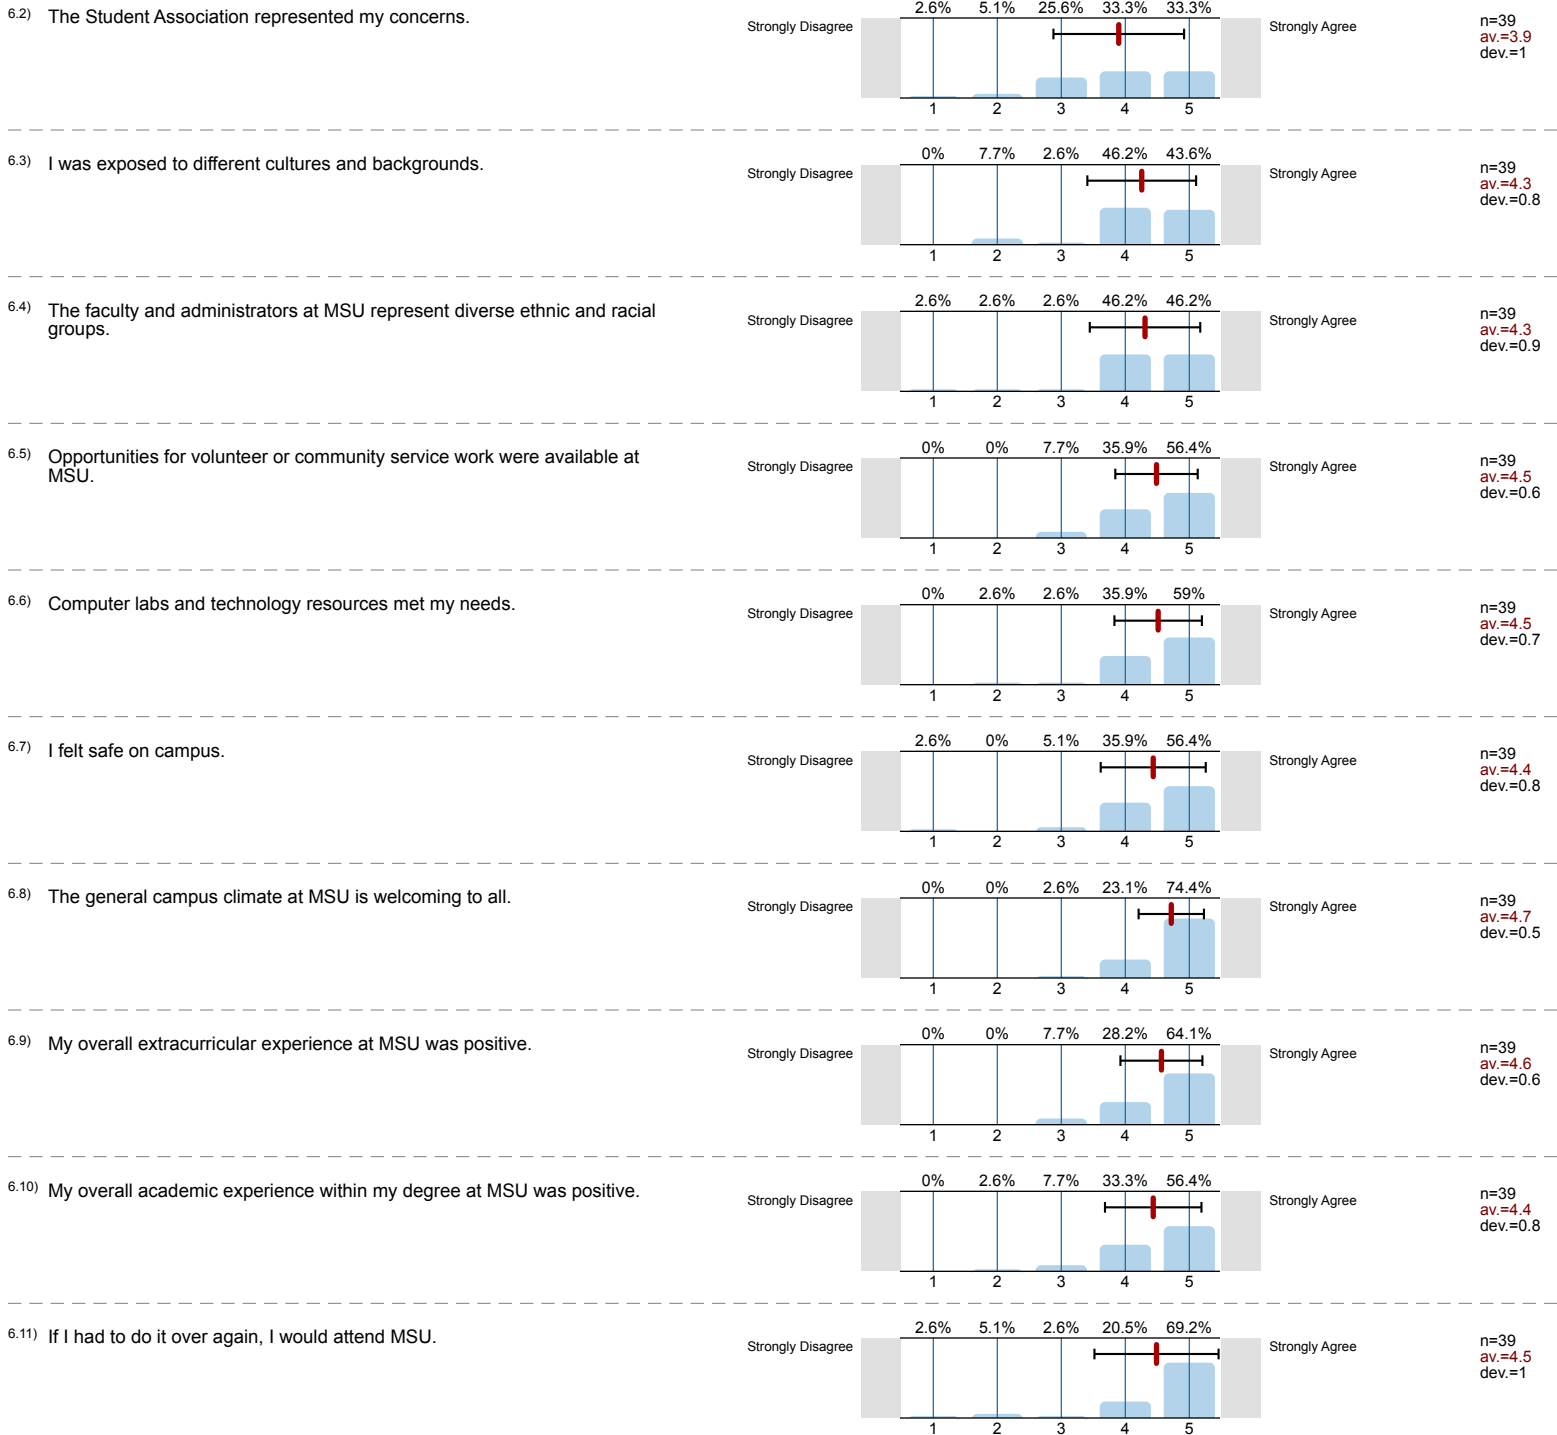 6.2) The Student Association represented my concerns.
2.6% 5.1% 25.6% 33.3% 33.3%
Strongly Disagree
Strongly Agree
1 2 3 4 5
n=39
av.=3.9
dev.=1
6.3) I was exposed to different cultures and backgrounds.
0% 7.7% 2.6% 46.2% 43.6%
Strongly Disagree
Strongly Agree
1 2 3 4 5
n=39
av.=4.3
dev.=0.8
6.4) The faculty and administrators at MSU represent diverse ethnic and racial
groups.
2.6% 2.6% 2.6% 46.2% 46.2%
Strongly Disagree
Strongly Agree
1 2 3 4 5
n=39
av.=4.3
dev.=0.9
6.5) Opportunities for volunteer or community service work were available at
MSU.
0% 0% 7.7% 35.9% 56.4%
Strongly Disagree
Strongly Agree
1 2 3 4 5
n=39
av.=4.5
dev.=0.6
6.6) Computer labs and technology resources met my needs.
0% 2.6% 2.6% 35.9% 59%
Strongly Disagree
Strongly Agree
1 2 3 4 5
n=39
av.=4.5
dev.=0.7
6.7) I felt safe on campus.
2.6% 0% 5.1% 35.9% 56.4%
Strongly Disagree
Strongly Agree
1 2 3 4 5
n=39
av.=4.4
dev.=0.8
6.8) The general campus climate at MSU is welcoming to all.
0% 0% 2.6% 23.1% 74.4%
Strongly Disagree
Strongly Agree
1 2 3 4 5
n=39
av.=4.7
dev.=0.5
6.9) My overall extracurricular experience at MSU was positive.
0% 0% 7.7% 28.2% 64.1%
Strongly Disagree
Strongly Agree
1 2 3 4 5
n=39
av.=4.6
dev.=0.6
6.10) My overall academic experience within my degree at MSU was positive.
0% 2.6% 7.7% 33.3% 56.4%
Strongly Disagree
Strongly Agree
1 2 3 4 5
n=39
av.=4.4
dev.=0.8
6.11) If I had to do it over again, I would attend MSU.
2.6% 5.1% 2.6% 20.5% 69.2%
Strongly Disagree
Strongly Agree
1 2 3 4 5
n=39
av.=4.5
dev.=1